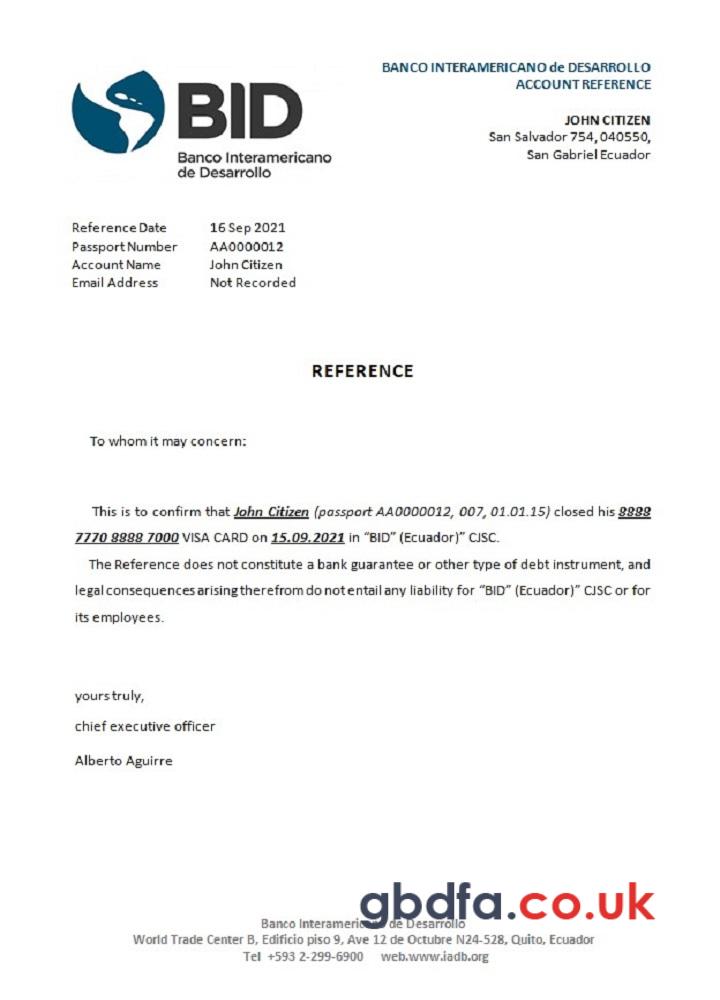 BANCO INTERAMERICANO de DESARROLLO
ACCOUNT REFERENCE
BID
Banco Interamericano
de Desarrollo
JOHN CITIZEN
San Salvador 754, 040550,
San Gabriel Ecuador
Reference Date 16 Sep 2021
Passport Number AA0000012
Account Name John Citizen
Email Address Not Recorded
REFERENCE
To whom it may concern:
This is to confirm that John Citizen (passport AA0000012, 007, 01.01.15) closed his 8888
7770 8888 7000 VISA CARD on 15.09.2021 in “BID” (Ecuador)” CJSC.
The Reference does not constitute a bank guarantee or other type of debt instrument, and
legal consequences arising therefrom do not entail any liability for “BID” (Ecuador)” CJSC or for
its employees.
yours truly,
chief executive officer
Alberto Aguirre
gbdfa.co.uk
Banco Interamericano de Desarrollo
World Trade Center B, Edificio piso 9, Ave 12 de Octubre N24-528, Quito, Ecuador
Tel +593 2-299-6900 web.www.iadb.org